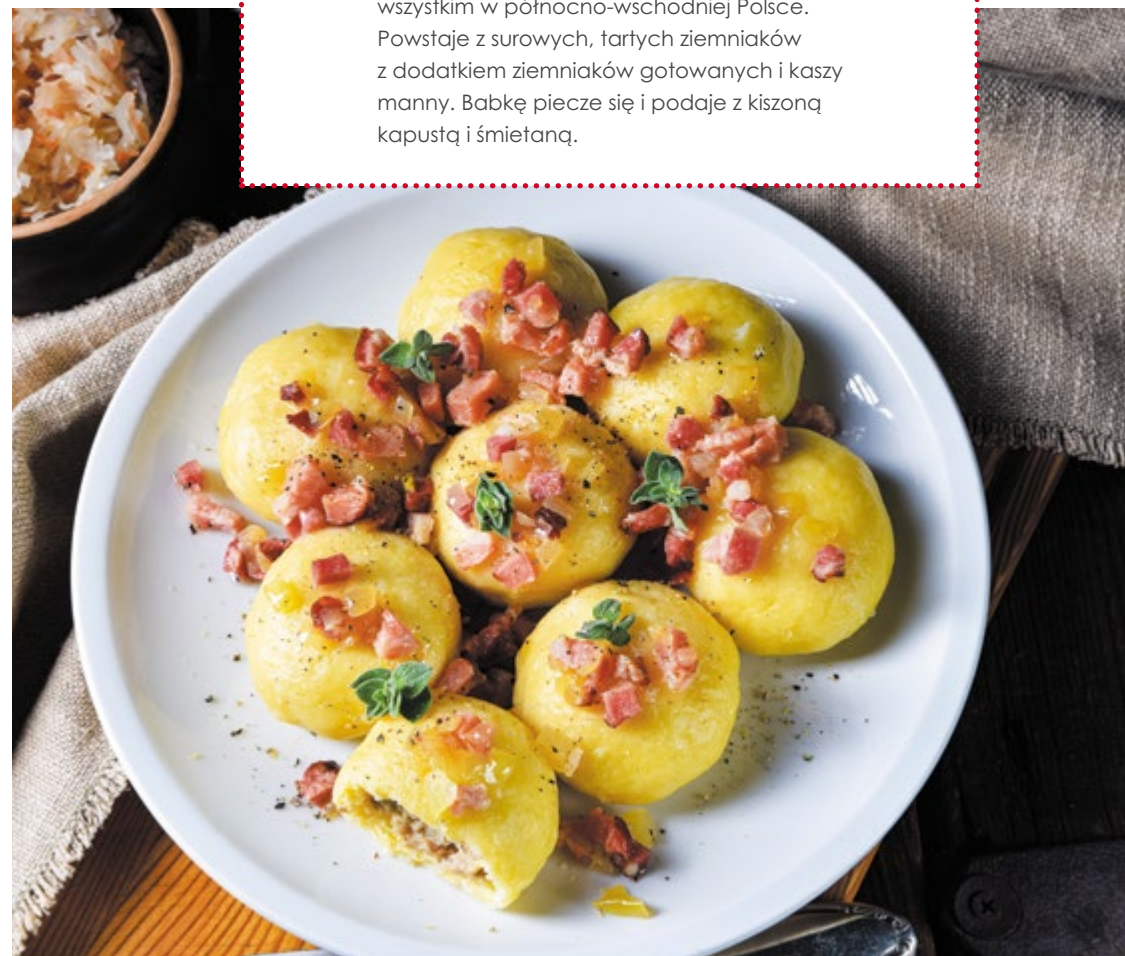 wszystkim w północno-wschodniej Polsce.
Powstaje z surowych, tartych ziemniaków
z dodatkiem ziemniaków gotowanych i kaszy
manny. Babkę piecze się i podaje z kiszoną
kapustą i śmietaną.